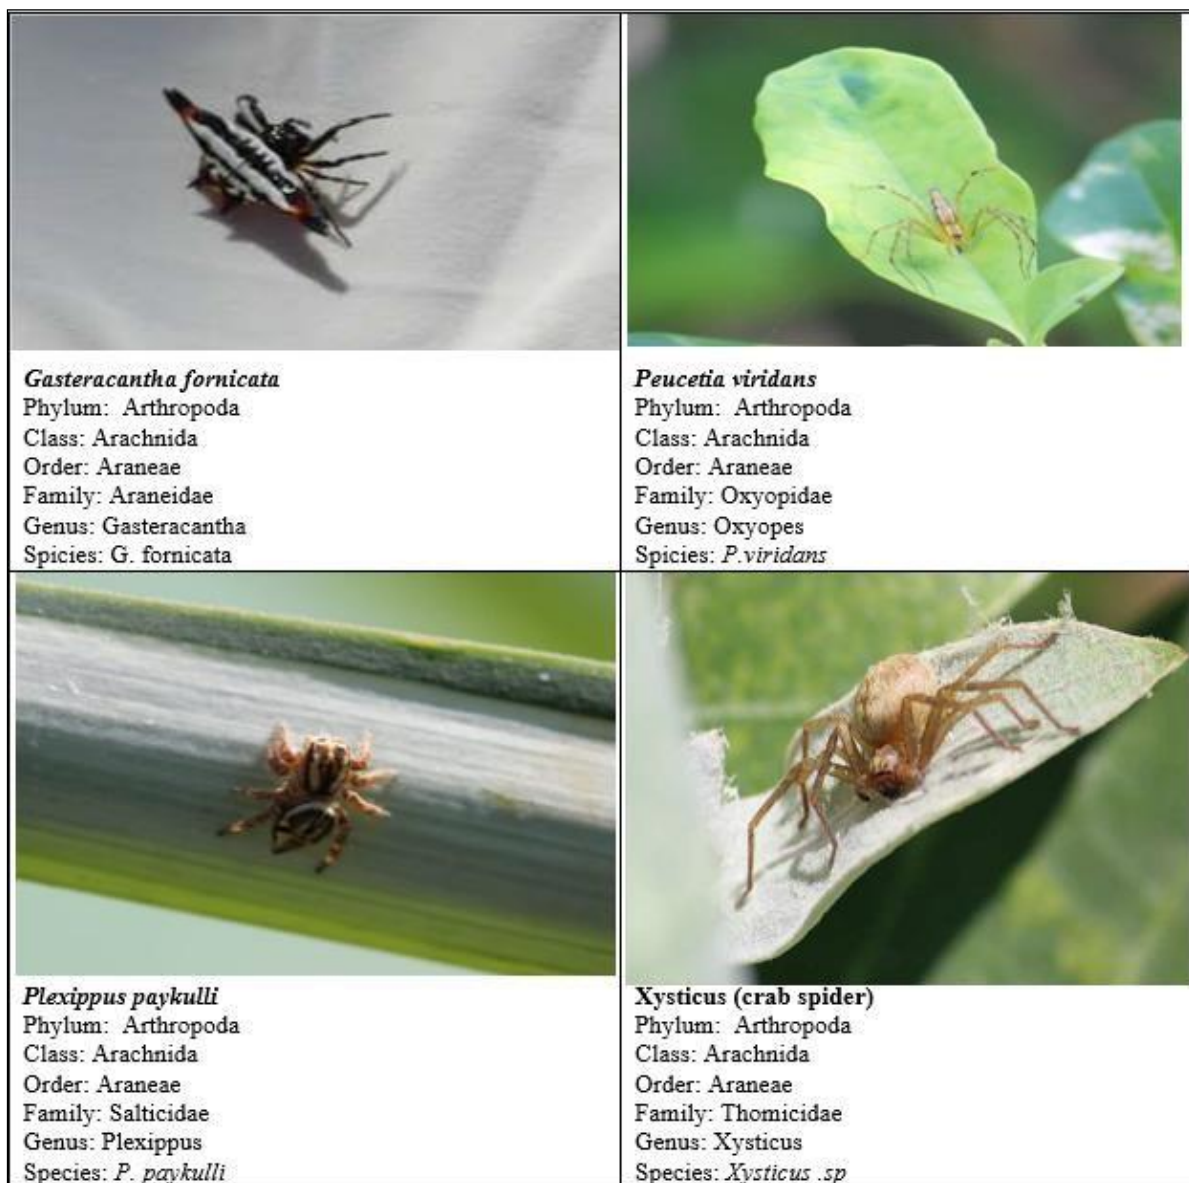 Gasteracantha fornicata
Phylum:  Arthropoda
Class: Arachnida
Order: Araneae
Family: Araneidae
Genus: Gasteracantha
Spicies: G. fornicata
Peucetia viridans
Phylum:  Arthropoda
Class: Arachnida
Order: Araneae
Family: Oxyopidae
Genus: Oxyopes
Spicies: P.viridans
Plexippus paykulli
Phylum:  Arthropoda
Class: Arachnida
Order: Araneae
Family: Salticidae
Genus: Plexippus
Species: P. paykulli
Xysticus (crab spider)
Phylum:  Arthropoda
Class: Arachnida
Order: Araneae
Family: Thomicidae
Genus: Xysticus
Species: Xysticus .sp